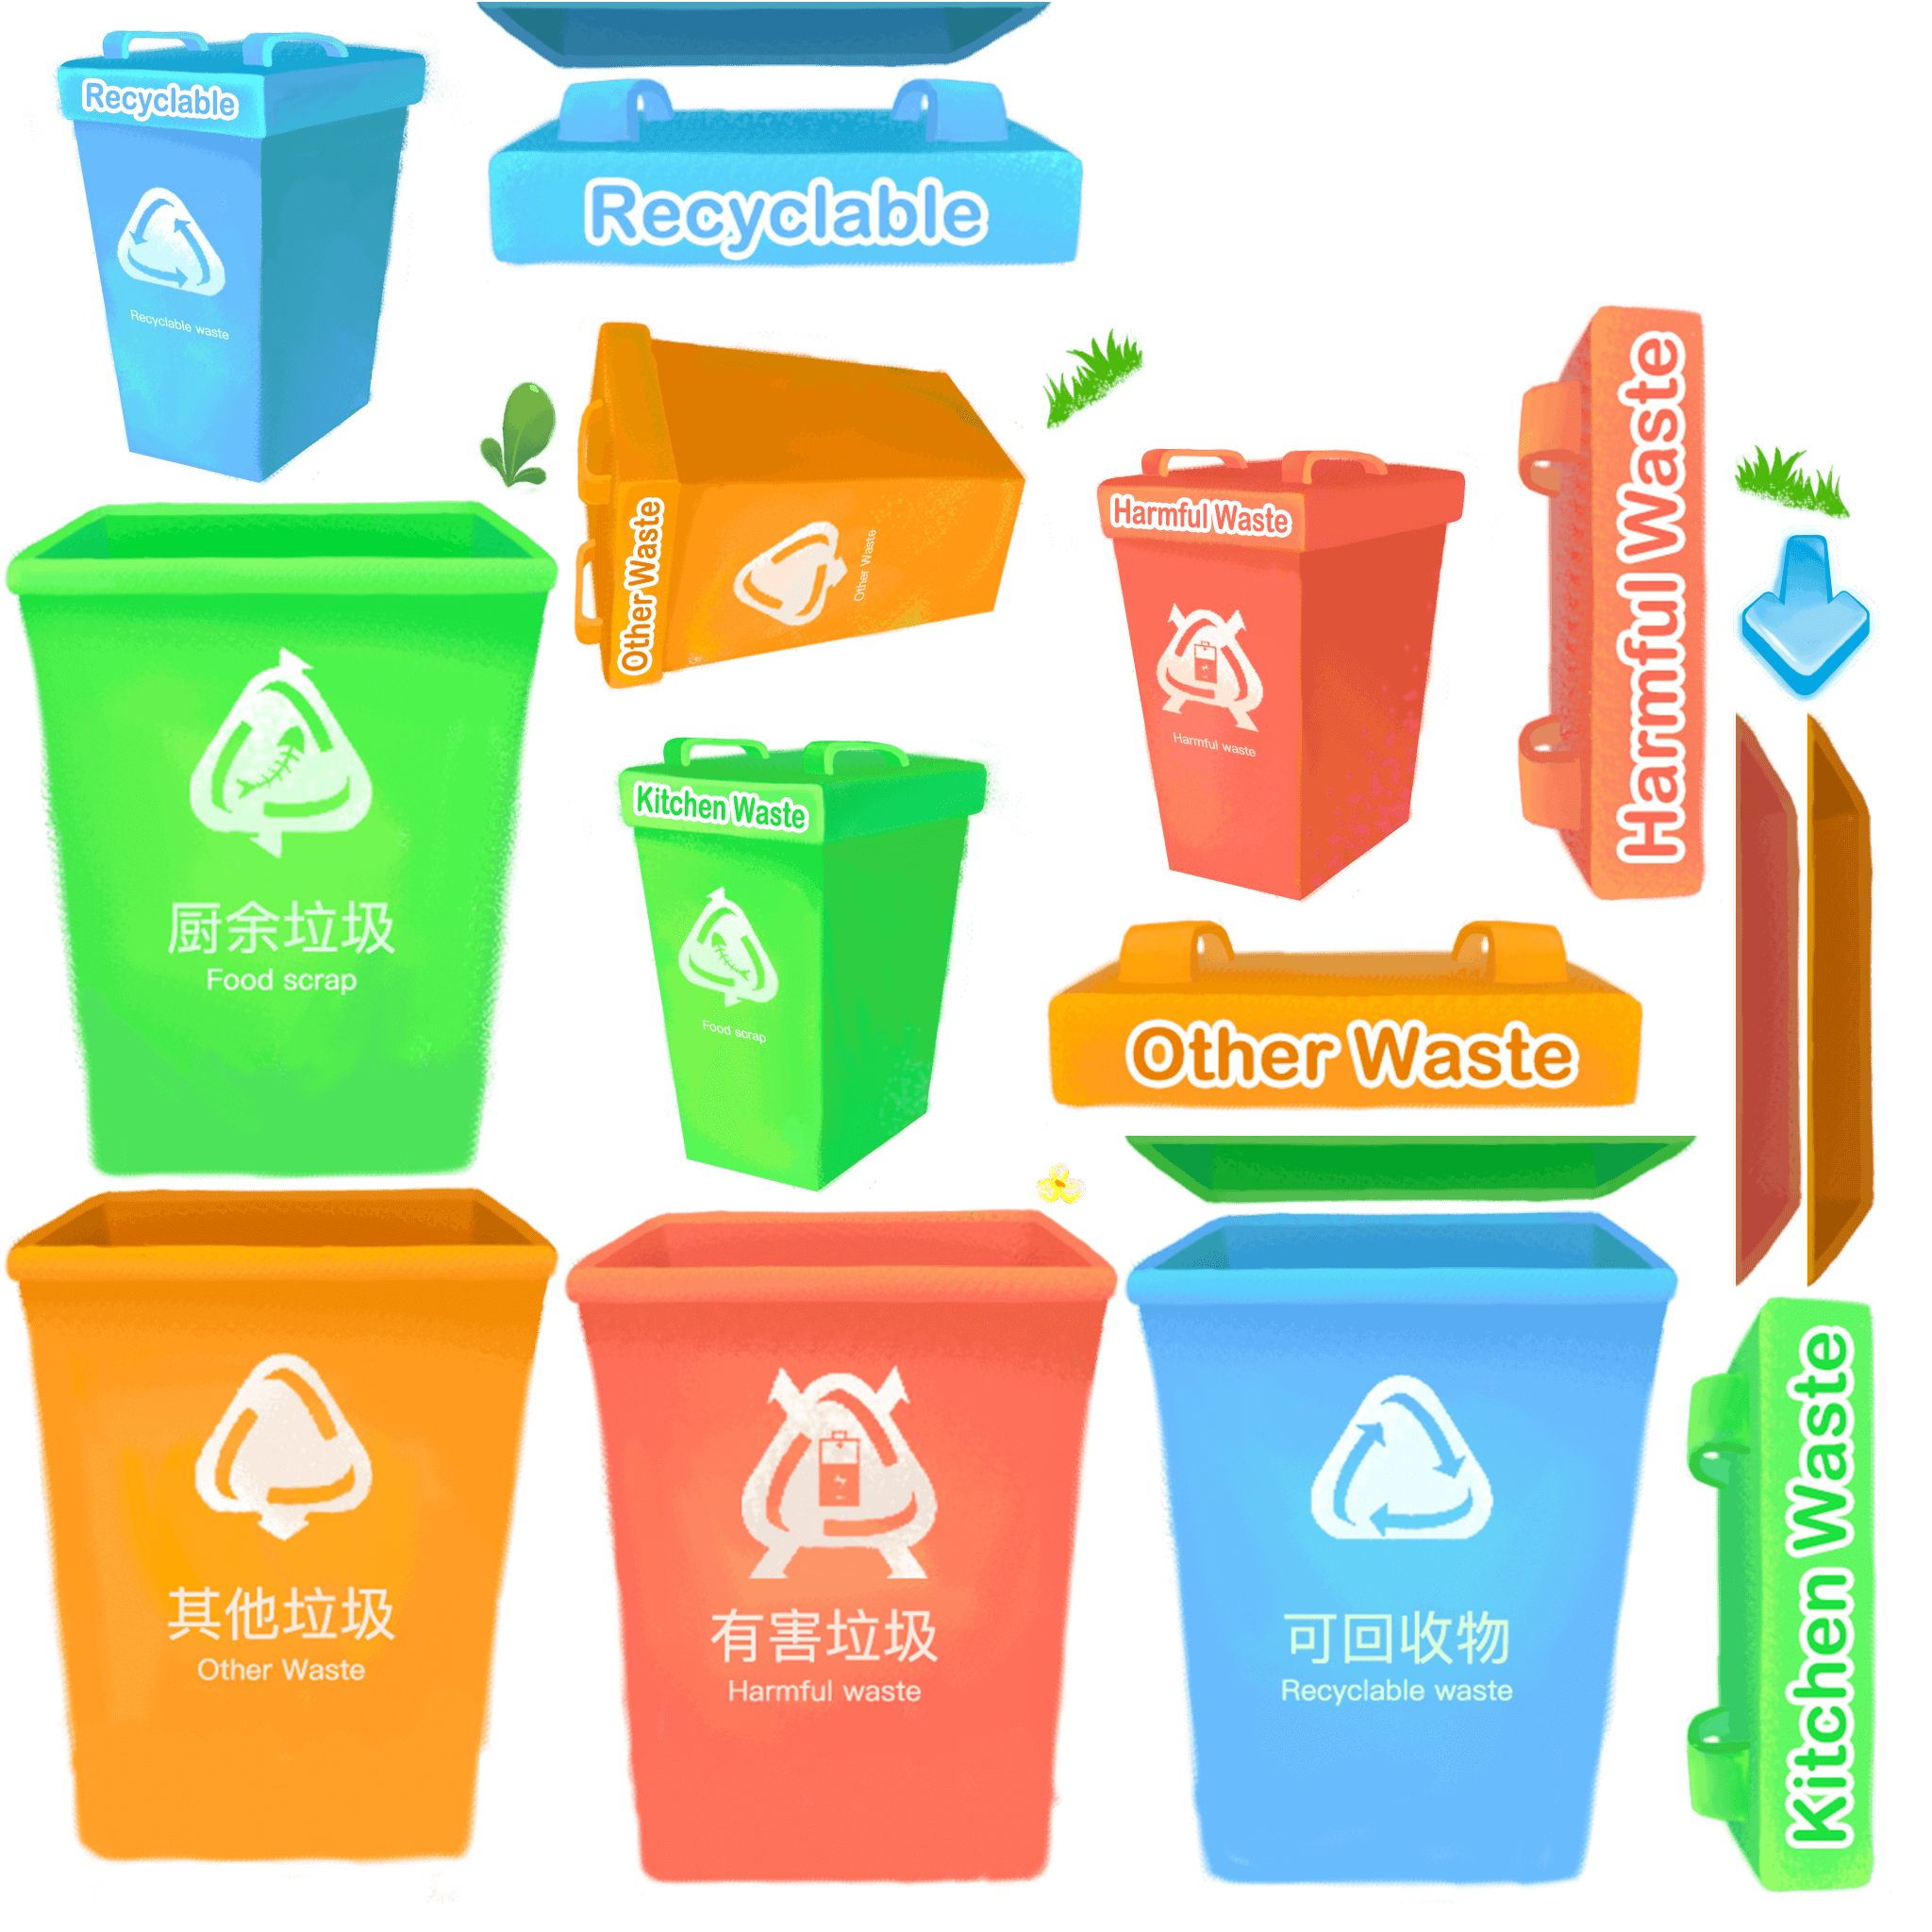 Recyclable
Recyclable waste
Recyclable
Other Waste
Other Waste
Harmful Waste
Harmful waste
Harmful Waste
厨余垃圾
Food scrap
Kitchen Waste
Food scrap
Other Waste
其他垃圾
Other Waste
有害垃圾
Harmful waste
可回收物
Recyclable waste
Kitchen Waste